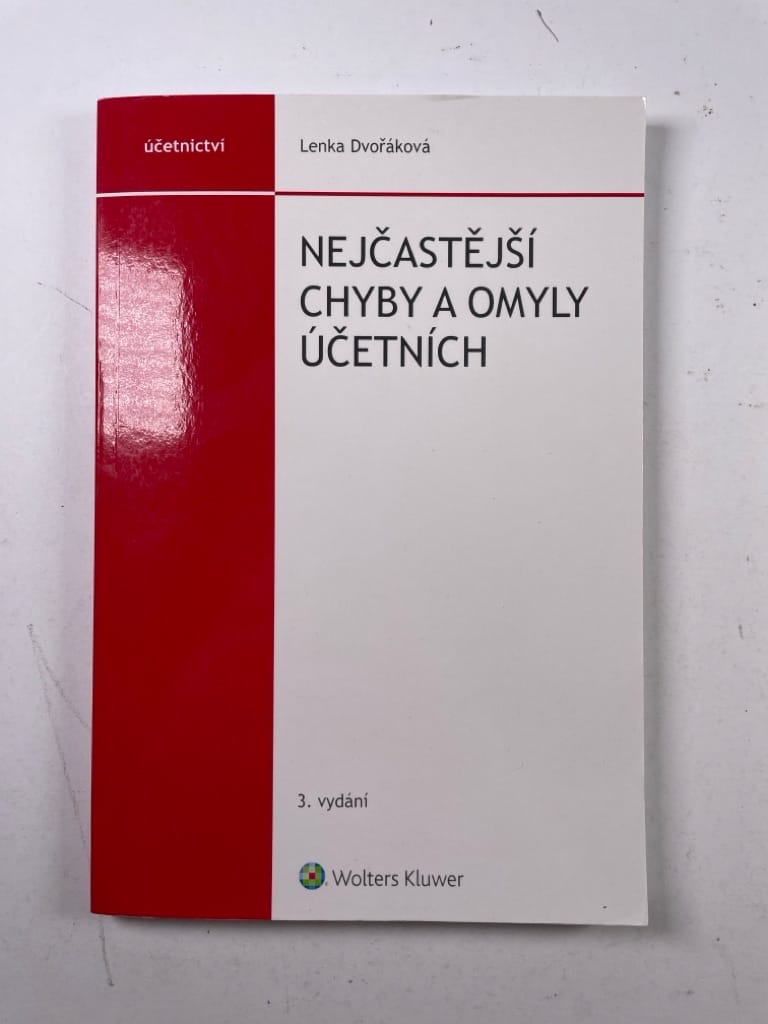 účetnictví
Lenka Dvořáková
NEJČASTĚJŠÍ
CHYBY A OMYLY
ÚČETNÍCH
3. vydání
Wolters Kluwer